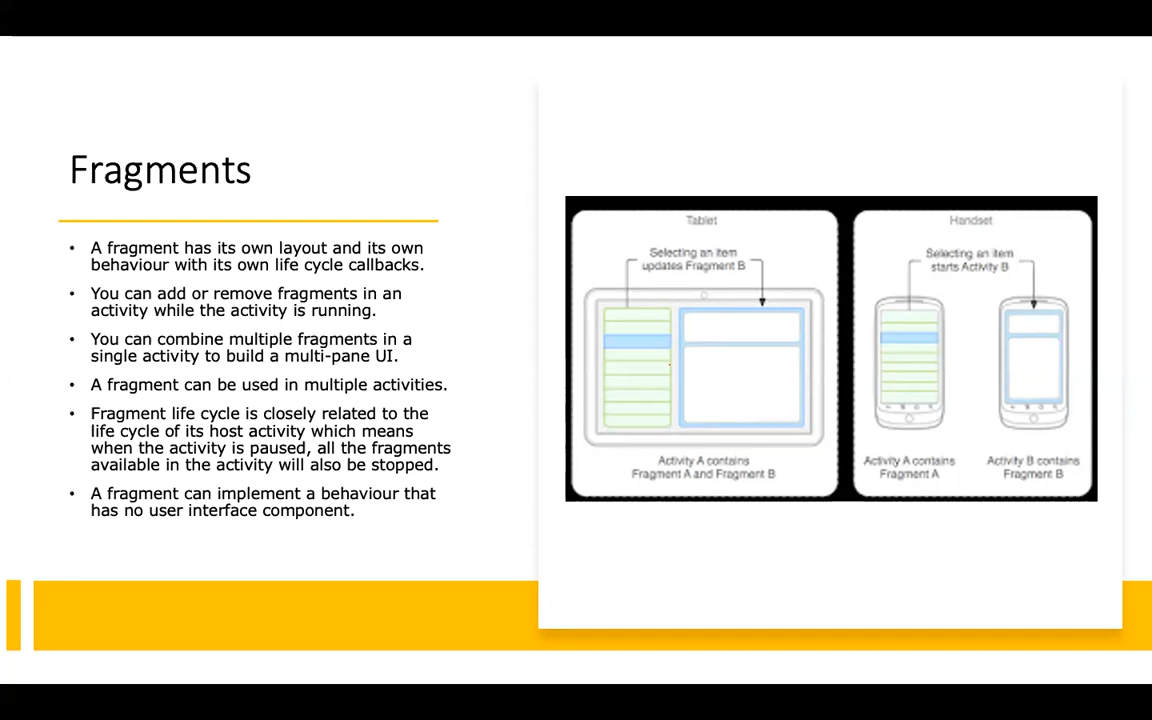 Fragments
• A fragment has its own layout and its own
behaviour with its own life cycle callbacks.
• You can add or remove fragments in an
activity while the activity is running.
• You can combine multiple fragments in a
single activity to build a multi-pane UI.
• A fragment can be used in multiple activities.
• Fragment life cycle is closely related to the
life cycle of its host activity which means
when the activity is paused, all the fragments
available in the activity will also be stopped.
• A fragment can implement a behaviour that
has no user interface component.
Tablet
Selecting an item
updates Fragment B
Activity A contains
Fragment A and Fragment B
Handset
Selecting an item
starts Activity B
Activity A contains
Fragment A
Activity B contains
Fragment B